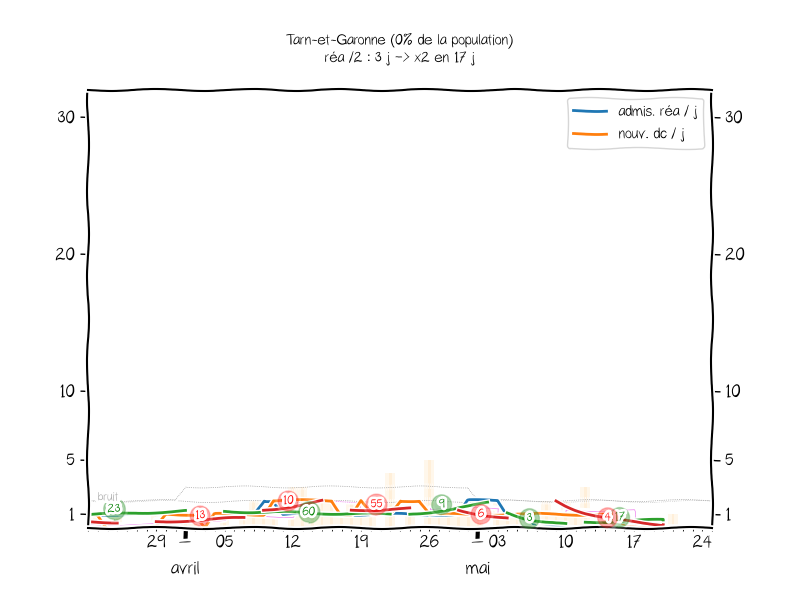 Tarn-et-Garonne (0% de la population)
réa /2 : 3 j -> x2 en 17 j
admis. réa / j
nouv. dc / j
30 30
20 20
10 10
5 5
1 1
bruit
23 13 10 60 55 9 6 3 4 17
29 05 12 19 26 03 10 17 24
avril mai